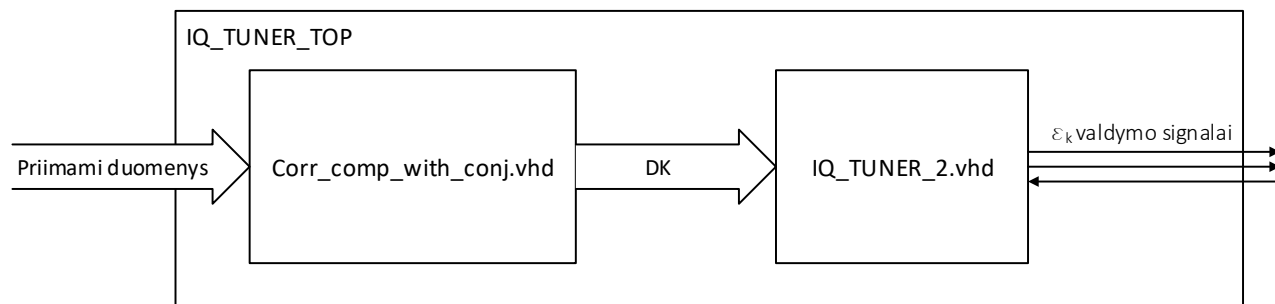 IQ_TUNER_TOP
Priimami duomenys
Corr_comp_with_conj.vhd
DK
IQ_TUNER_2.vhd
εk valdymo signalai